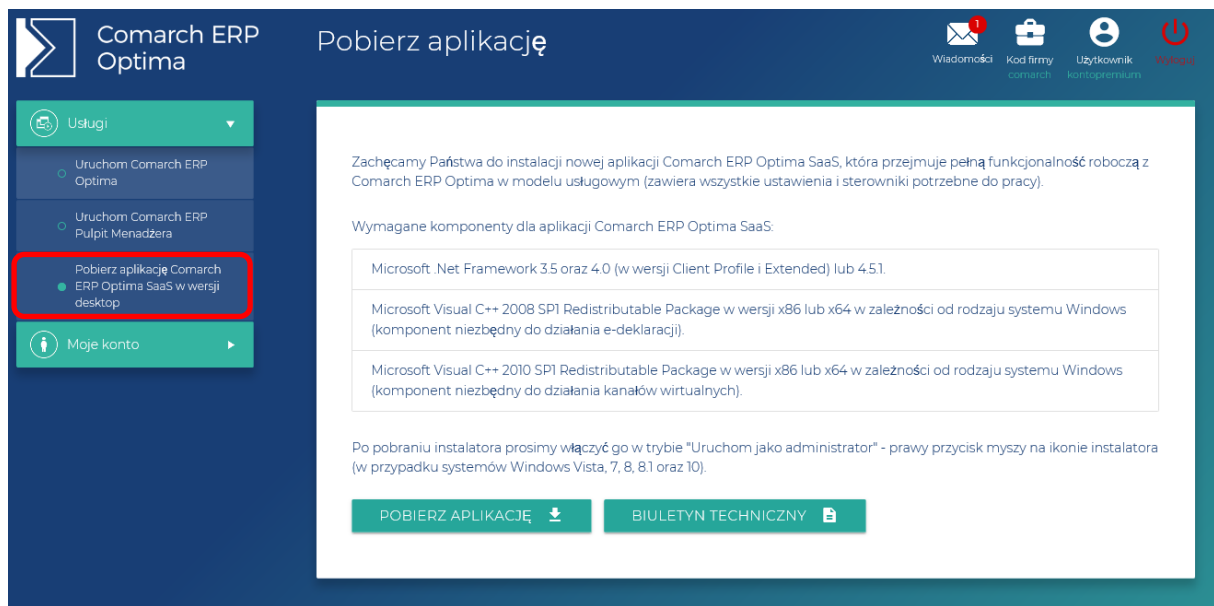 Comarch ERP
Optima
Pobierz aplikację
1
Wiadomości
Kod firmy
comarch
Użytkownik
kontopremium
Wyloguj
Usługi
Uruchom Comarch ERP
Optima
Uruchom Comarch ERP
Pulpit Menadżera
Pobierz aplikację Comarch
ERP Optima SaaS w wersji
desktop
Moje konto
Zachęcamy Państwa do instalacji nowej aplikacji Comarch ERP Optima SaaS, która przejmuje pełną funkcjonalność roboczą z
Comarch ERP Optima w modelu usługowym (zawiera wszystkie ustawienia i sterowniki potrzebne do pracy).
Wymagane komponenty dla aplikacji Comarch ERP Optima SaaS:
Microsoft .Net Framework 3.5 oraz 4.0 (w wersji Client Profile i Extended) lub 4.5.1.
Microsoft Visual C++ 2008 SP1 Redistributable Package w wersji x86 lub x64 w zależności od rodzaju systemu Windows
(komponent niezbędny do działania e-deklaracji).
Microsoft Visual C++ 2010 SP1 Redistributable Package w wersji x86 lub x64 w zależności od rodzaju systemu Windows
(komponent niezbędny do działania kanałów wirtualnych).
Po pobraniu instalatora prosimy włączyć go w trybie "Uruchom jako administrator" - prawy przycisk myszy na ikonie instalatora
(w przypadku systemów Windows Vista, 7, 8, 8.1 oraz 10).
POBIERZ APLIKACJĘ
BIULETYN TECHNICZNY